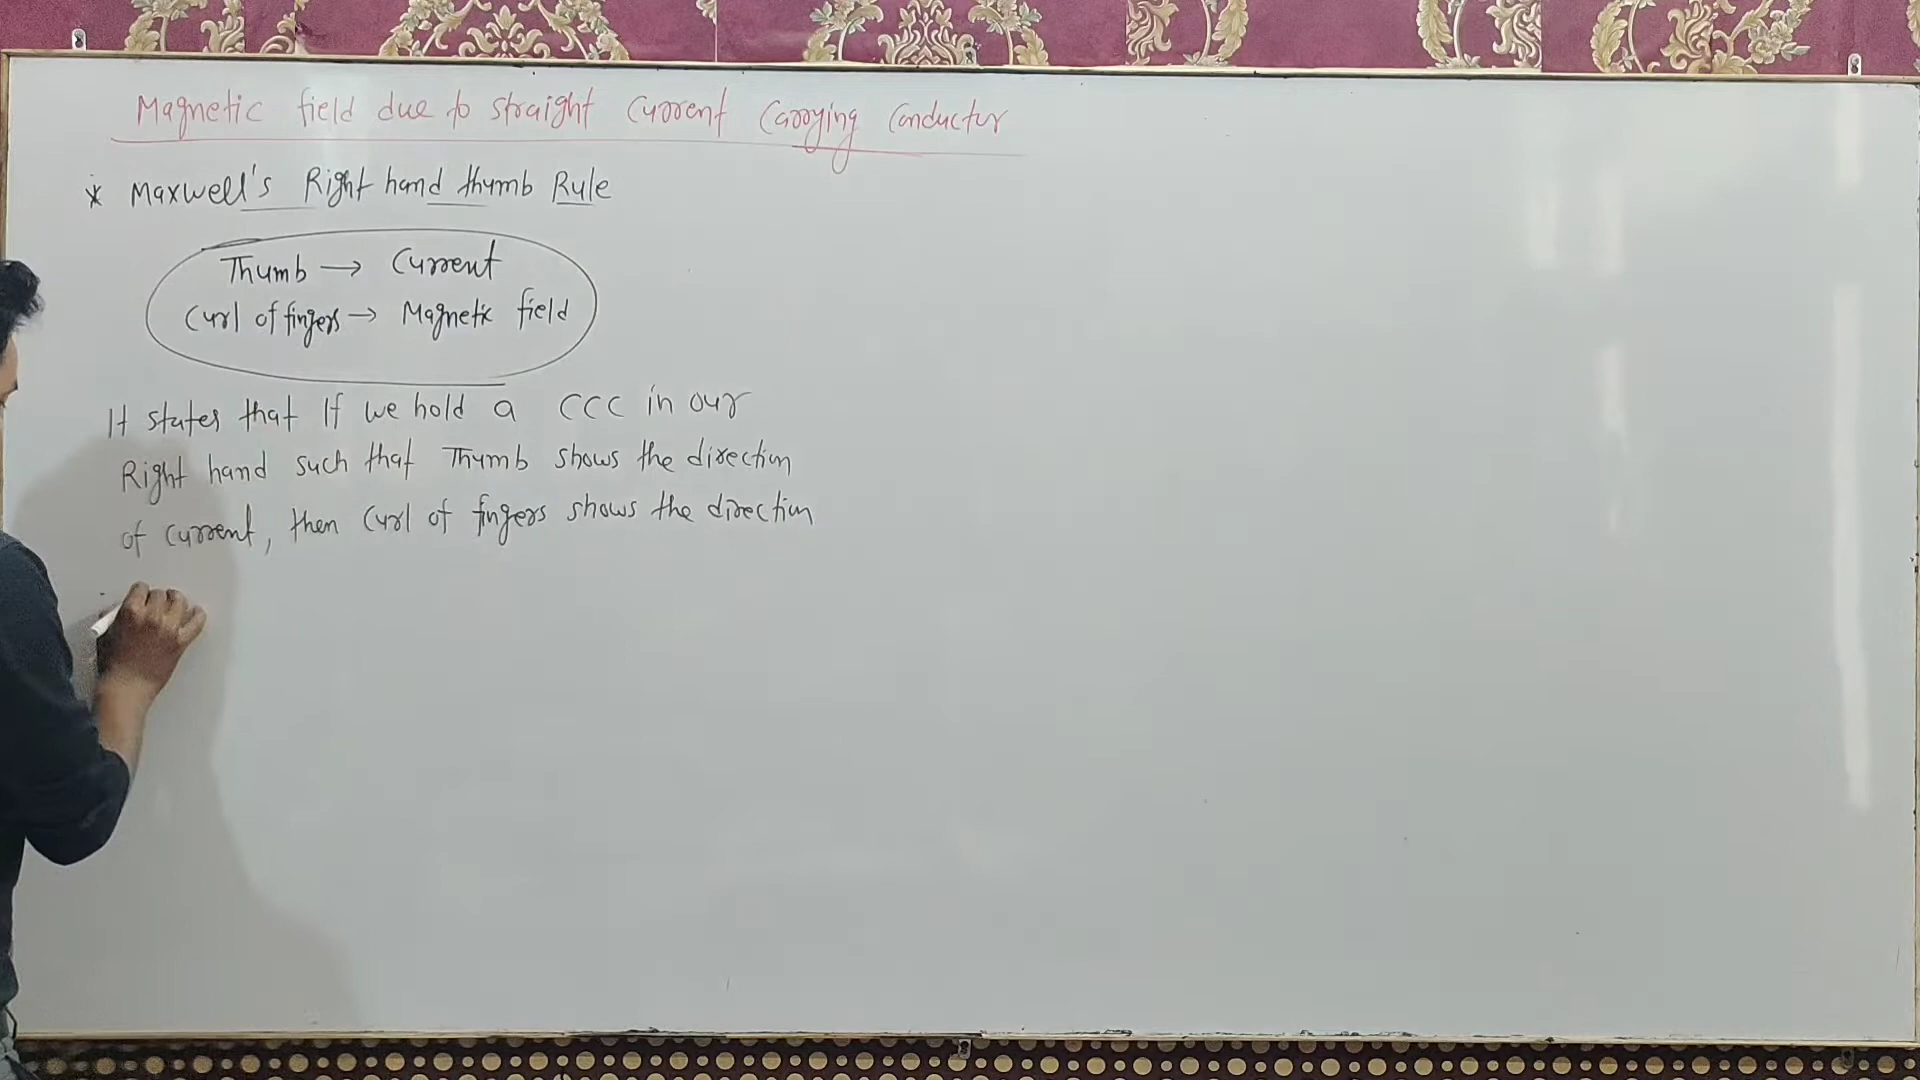 Magnetic field due to straight Current Carrying Conductor
* Maxwell's Right hand thumb Rule
Thumb → Current
Curl of fingers → Magnetic field
It states that If we hold a CCC in our
Right hand such that Thumb shows the direction
of current, then Curl of fingers shows the direction